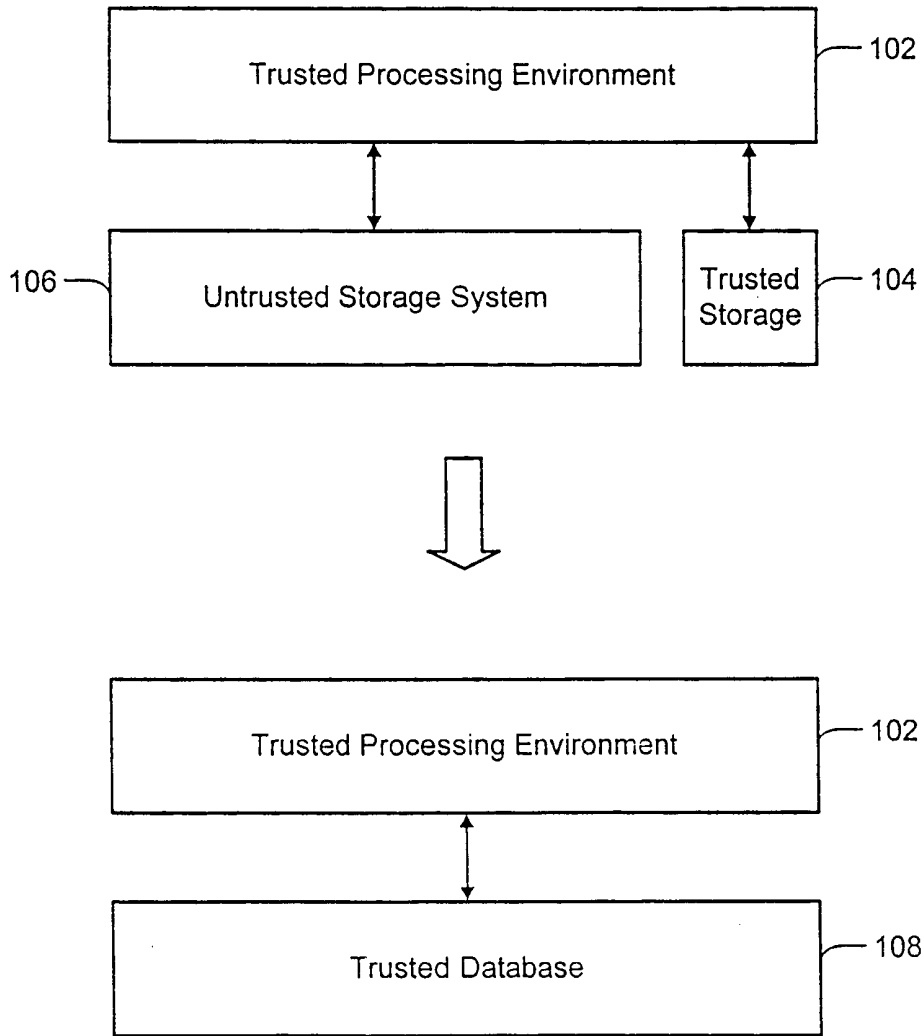 Trusted Processing Environment
102
106
Untrusted Storage System
Trusted
Storage
104
Trusted Processing Environment
102
Trusted Database
108